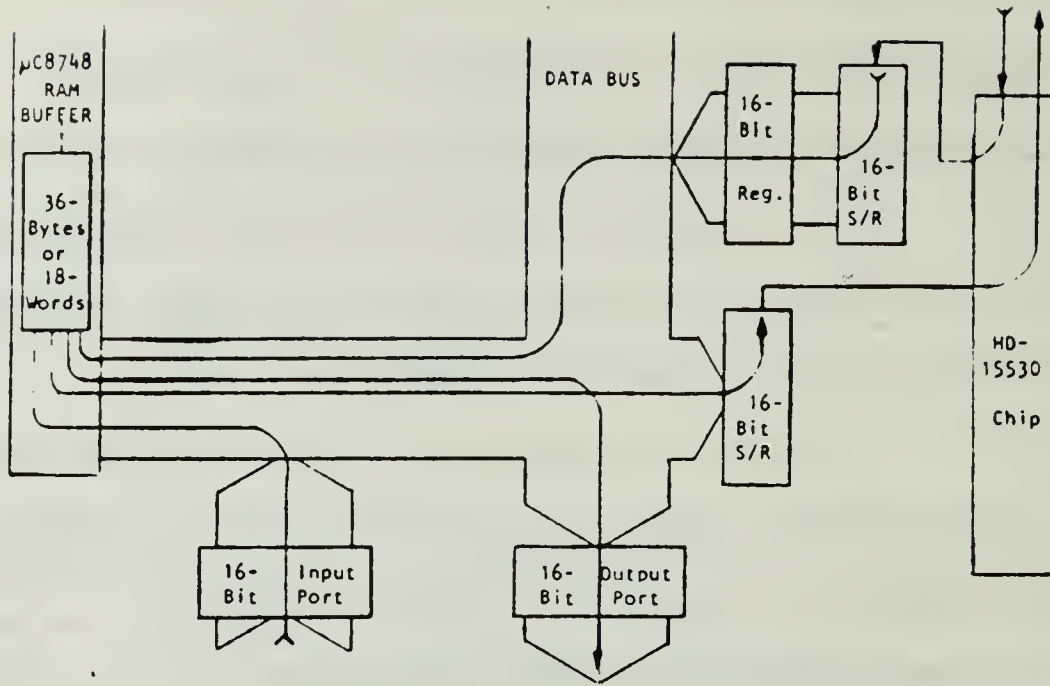 µC8748
RAM
BUFFER
36-
Bytes
or
18-
Words
DATA BUS
16-
Bit
Reg.
16-
Bit
S/R
HD-
15530
Chip
16-
Bit
S/R
16-
Bit
Input
Port
16-
Bit
Output
Port